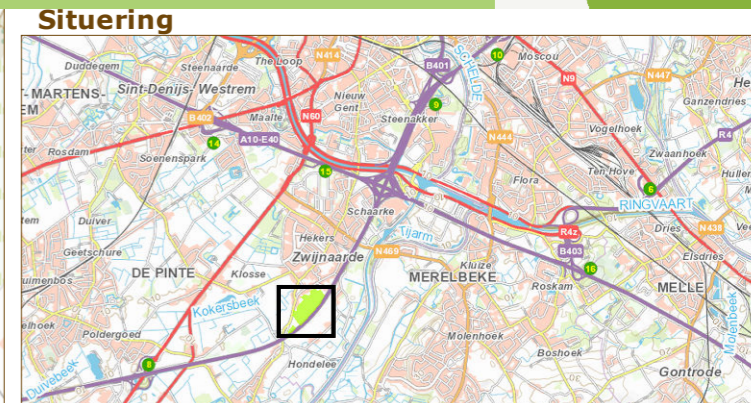 Situering
Duddegem
Steenaarde
The Loop
N414
B401
SCHELDE
10
Moscou
N9
N447
T-MARTENS-
EM
Sint-Denijs-Westrem
Nieuw
Gent
9
Steenakker
Ganzendries
B402
Maalte
N60
N444
Vogelhoek
R4
Rosdam
14
Soenenspark
A10-E40
15
Flora
Ten Hove
Zwaanhoek
6
Duiver
Schaarke
RINGVAART
Tijarm
Hekers
R4z
Dries
N438
Geetschure
Zwijnaarde
N469
B403
Elsdries
DE PINTE
Klosse
MERELBEKE
Kluize
16
Roskam
MELLE
Kokersbeek
Poldergoed
Molenhoek
Molenbeek
Boshoek
8
Hondelee
Gontrode
Duivebeek